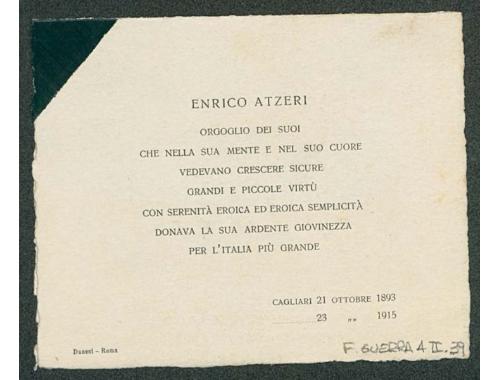 ENRICO ATZERI
ORGOGLIO DEI SUOI
CHE NELLA SUA MENTE E NEL SUO CUORE
VEDEVANO CRESCERE SICURE
GRANDI E PICCOLE VIRTÙ
CON SERENITÀ EROICA ED EROICA SEMPLICITÀ
DONAVA LA SUA ARDENTE GIOVINEZZA
PER L'ITALIA PIÙ GRANDE
CAGLIARI 21 OTTOBRE 1893
............ 23 „„ 1915
Danesi - Roma
F. GUERRA A II. 39